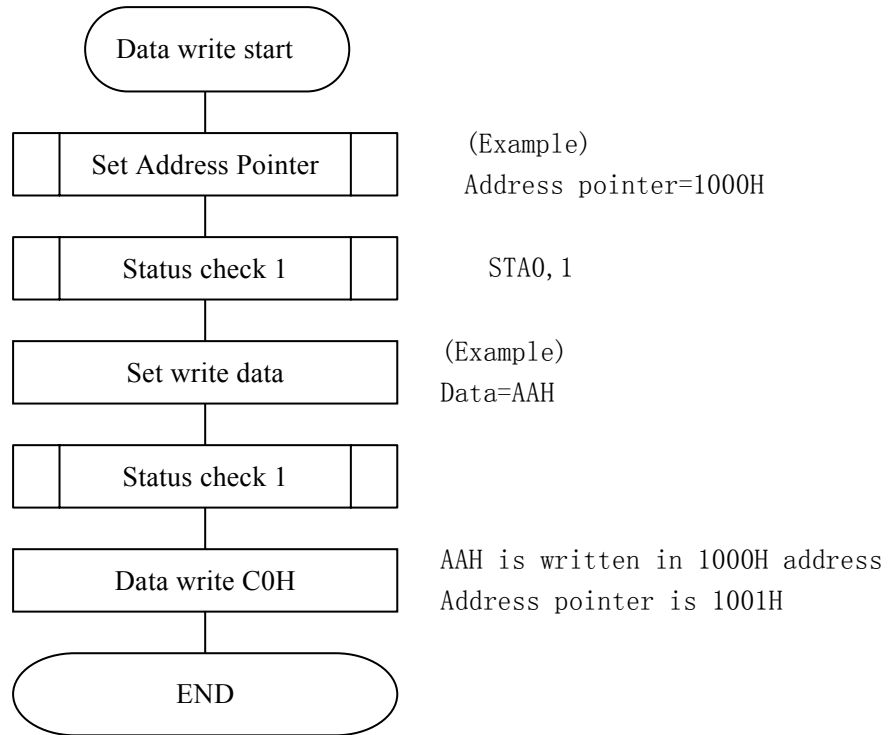 Data write start
(Example)
Set Address Pointer
Address pointer=1000H
Status check 1
STA0,1
(Example)
Set write data
Data=AAH
Status check 1
AAH is written in 1000H address
Data write C0H
Address pointer is 1001H
END